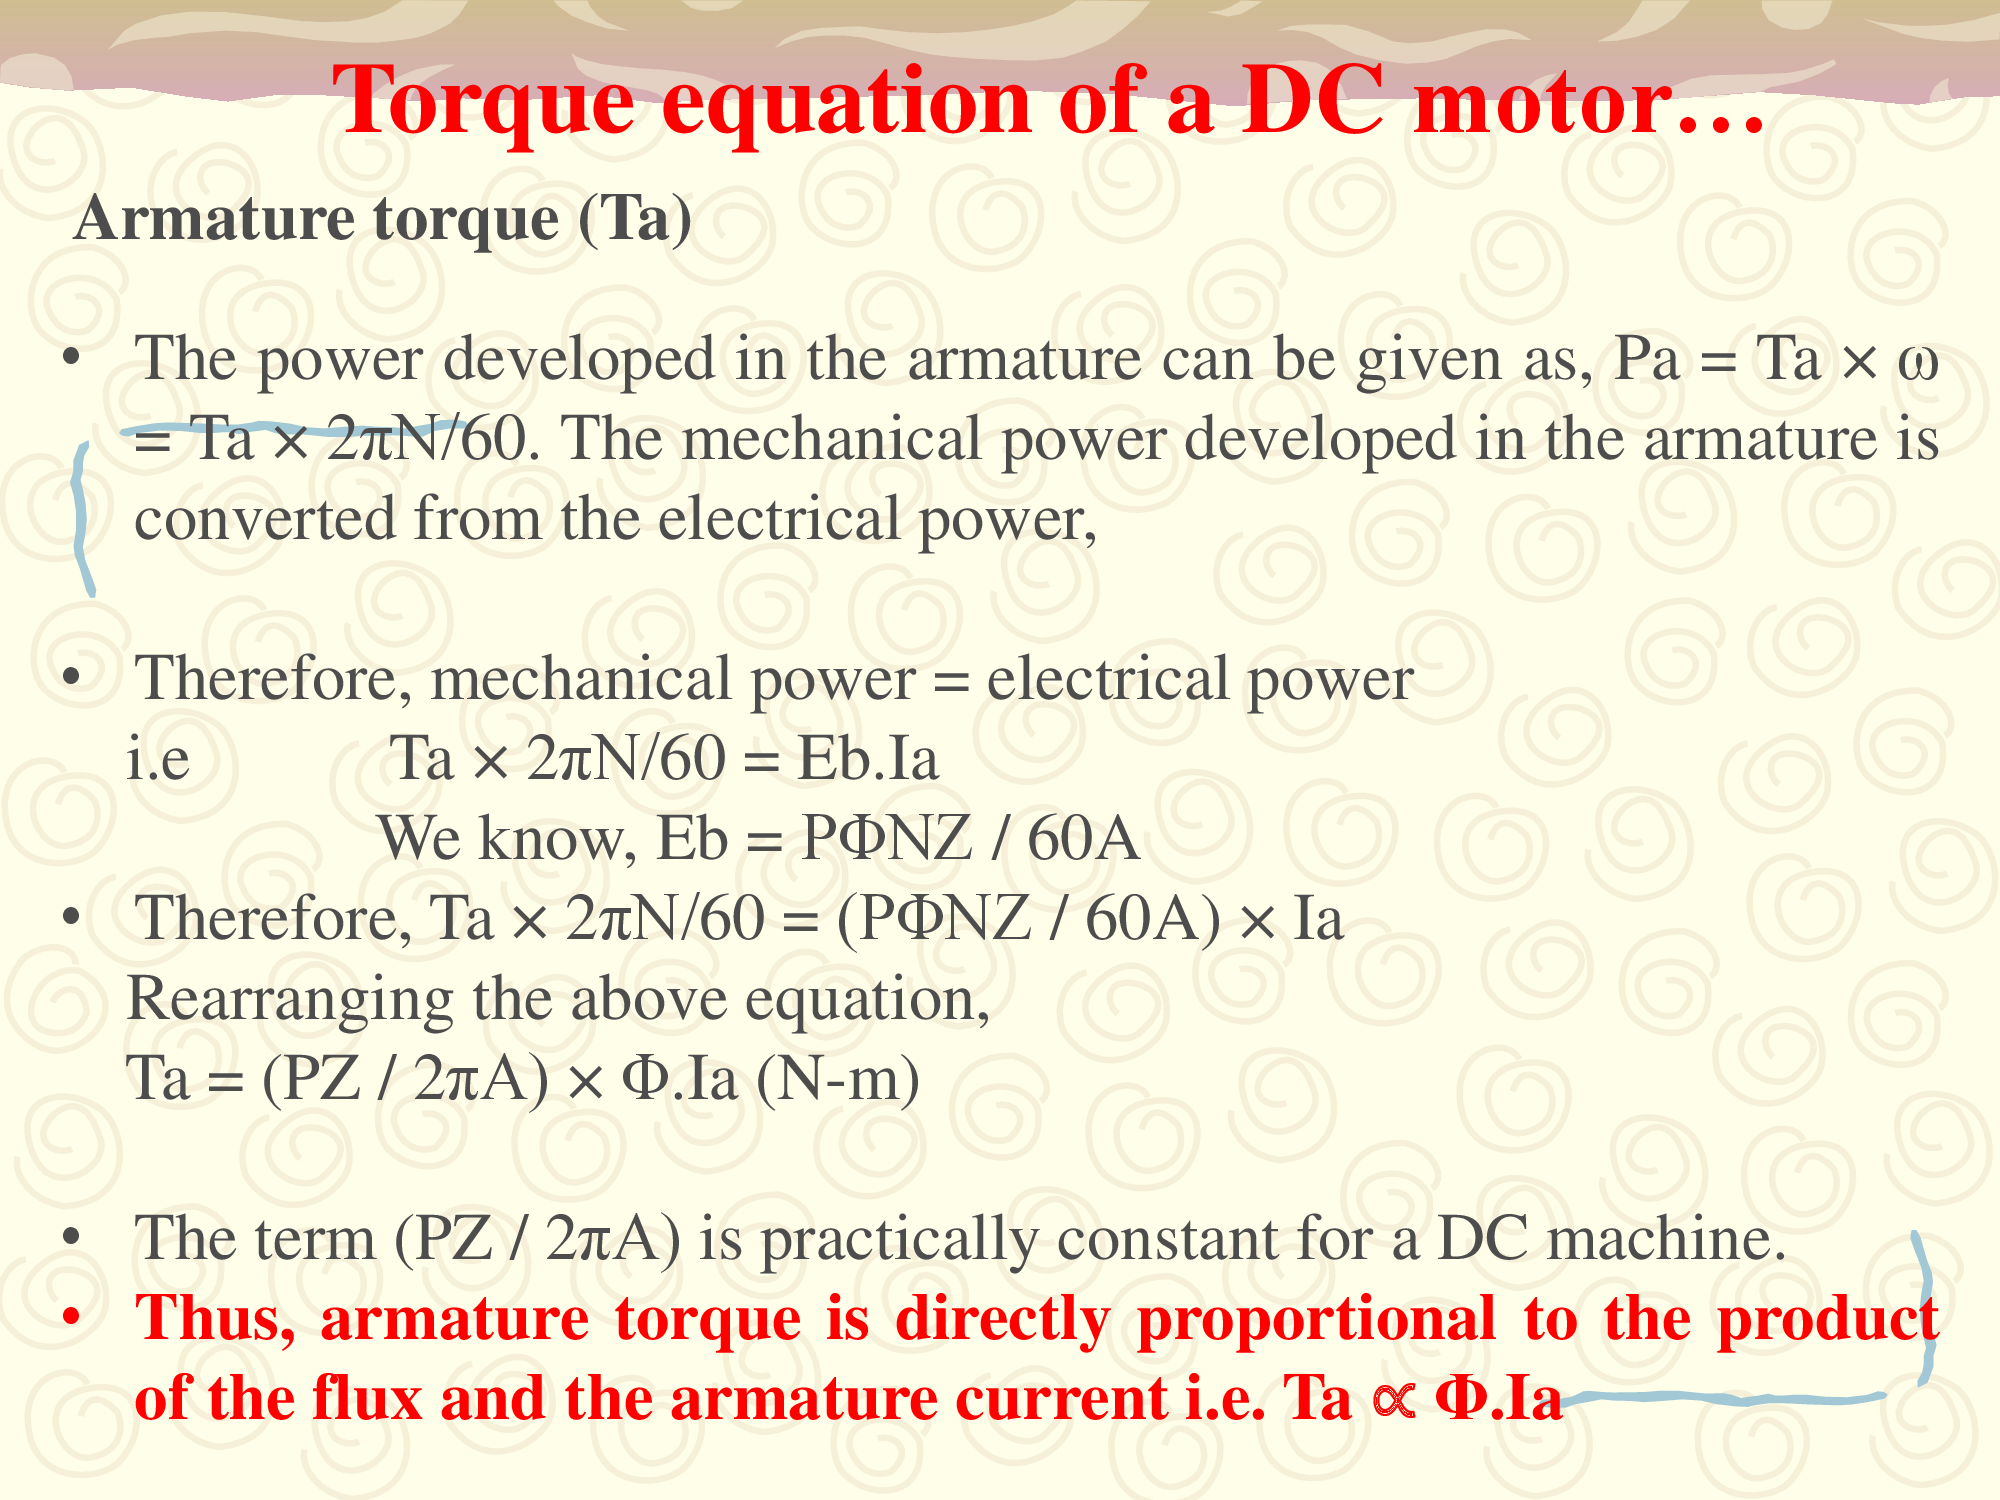 Torque equation of a DC motor…
Armature torque (Ta)
• The power developed in the armature can be given as, Pa = Ta × ω
= Ta × 2πN/60. The mechanical power developed in the armature is
converted from the electrical power,
• Therefore, mechanical power = electrical power
i.e Ta × 2πN/60 = Eb.Ia
We know, Eb = PΦNZ / 60A
• Therefore, Ta × 2πN/60 = (PΦNZ / 60A) × Ia
Rearranging the above equation,
Ta = (PZ / 2πA) × Φ.Ia (N-m)
• The term (PZ / 2πA) is practically constant for a DC machine.
• Thus, armature torque is directly proportional to the product
of the flux and the armature current i.e. Ta ∝ Φ.Ia